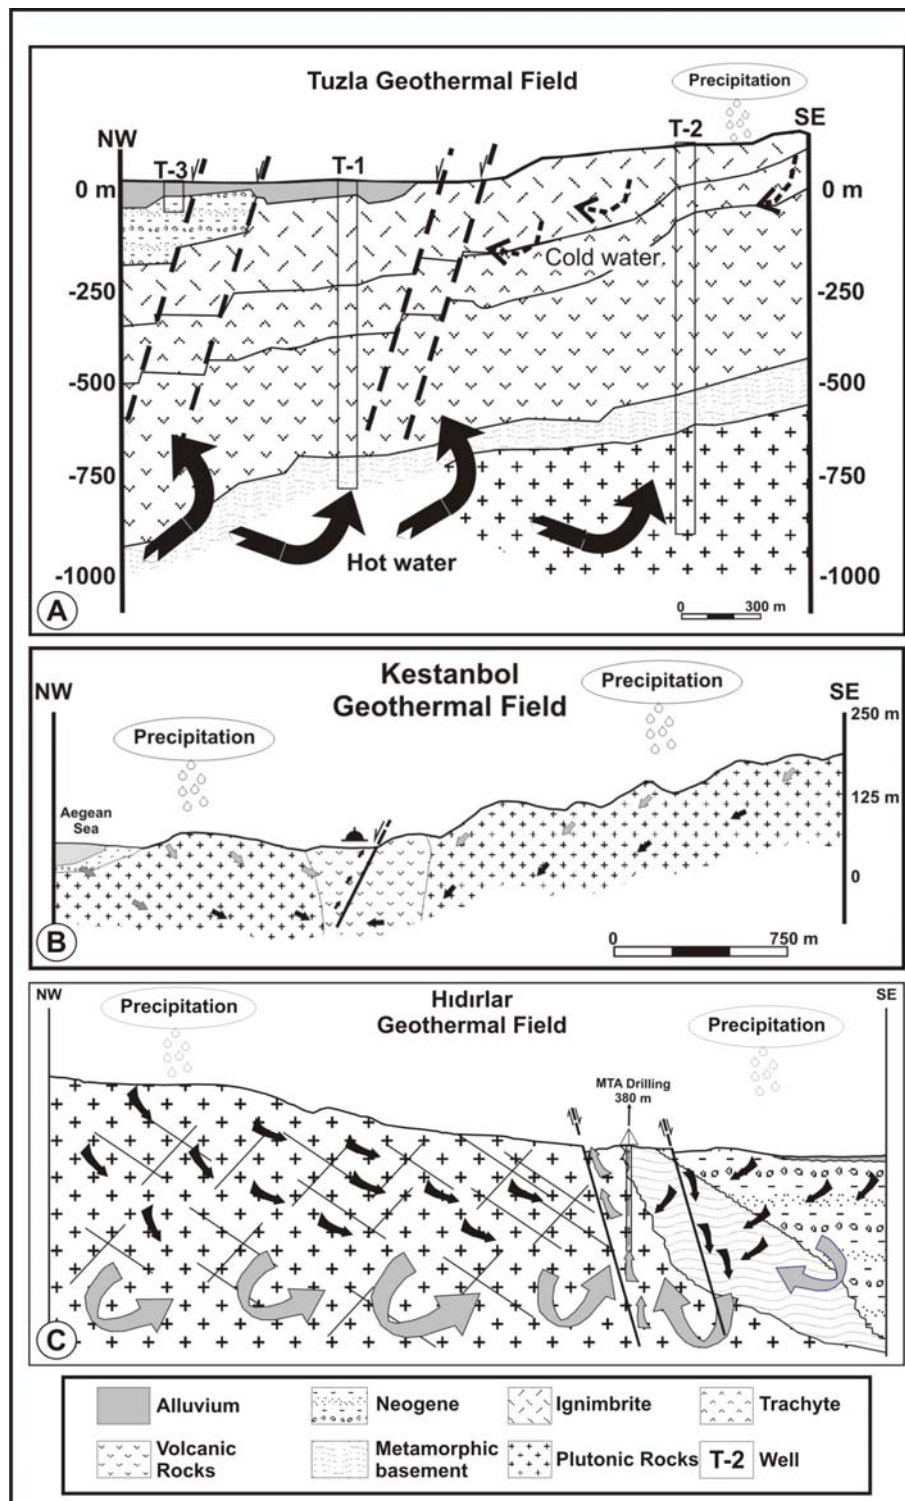 Tuzla Geothermal Field
Precipitation
NW
SE
T-3
T-1
T-2
0 m
0 m
Cold water
-250
-250
-500
-500
-750
-750
Hot water
-1000
-1000
A
0 300 m
Kestanbol
Geothermal Field
NW
SE
Precipitation
Precipitation
250 m
125 m
0
Aegean
Sea
B
0 750 m
Hıdırlar
Geothermal Field
NW
SE
Precipitation
Precipitation
MTA Drilling
380 m
C
Alluvium
Neogene
Ignimbrite
Trachyte
Volcanic
Rocks
Metamorphic
basement
Plutonic Rocks
T-2 Well